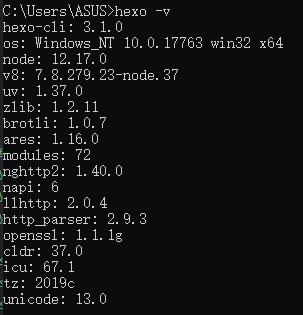 C:\Users\ASUS>hexo -v
hexo-cli: 3.1.0
os: Windows_NT 10.0.17763 win32 x64
node: 12.17.0
v8: 7.8.279.23-node.37
uv: 1.37.0
zlib: 1.2.11
brotli: 1.0.7
ares: 1.16.0
modules: 72
nghttp2: 1.40.0
napi: 6
llhttp: 2.0.4
http_parser: 2.9.3
openssl: 1.1.1g
cldr: 37.0
icu: 67.1
tz: 2019c
unicode: 13.0